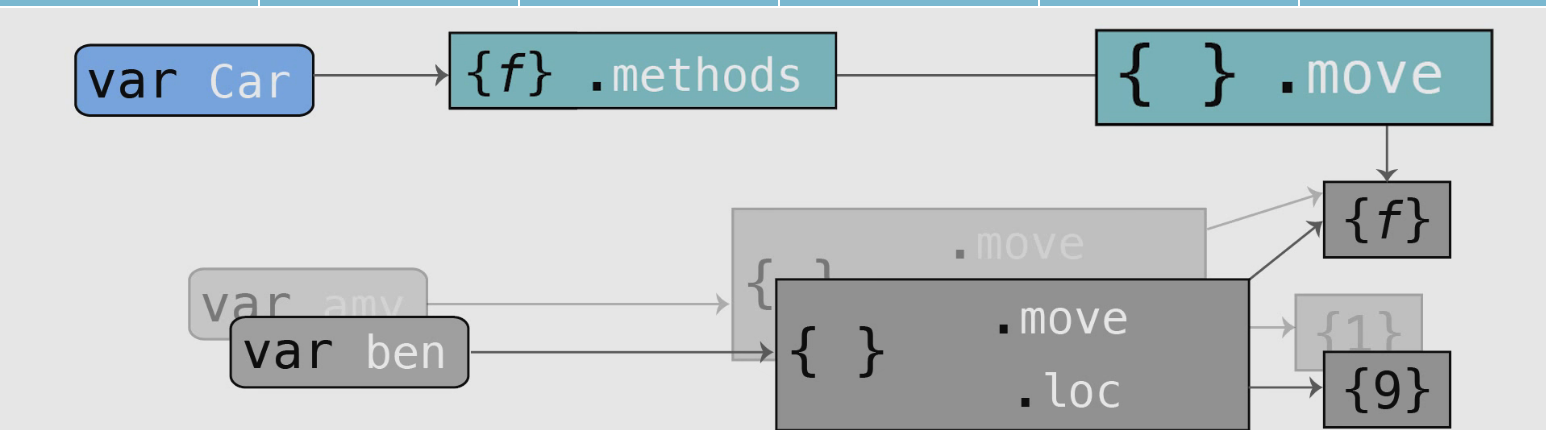 var Car
{f} .methods
{ } .move
{f}
.move
{ }
var amy
var ben
{ }
.move
.loc
{1}
{9}